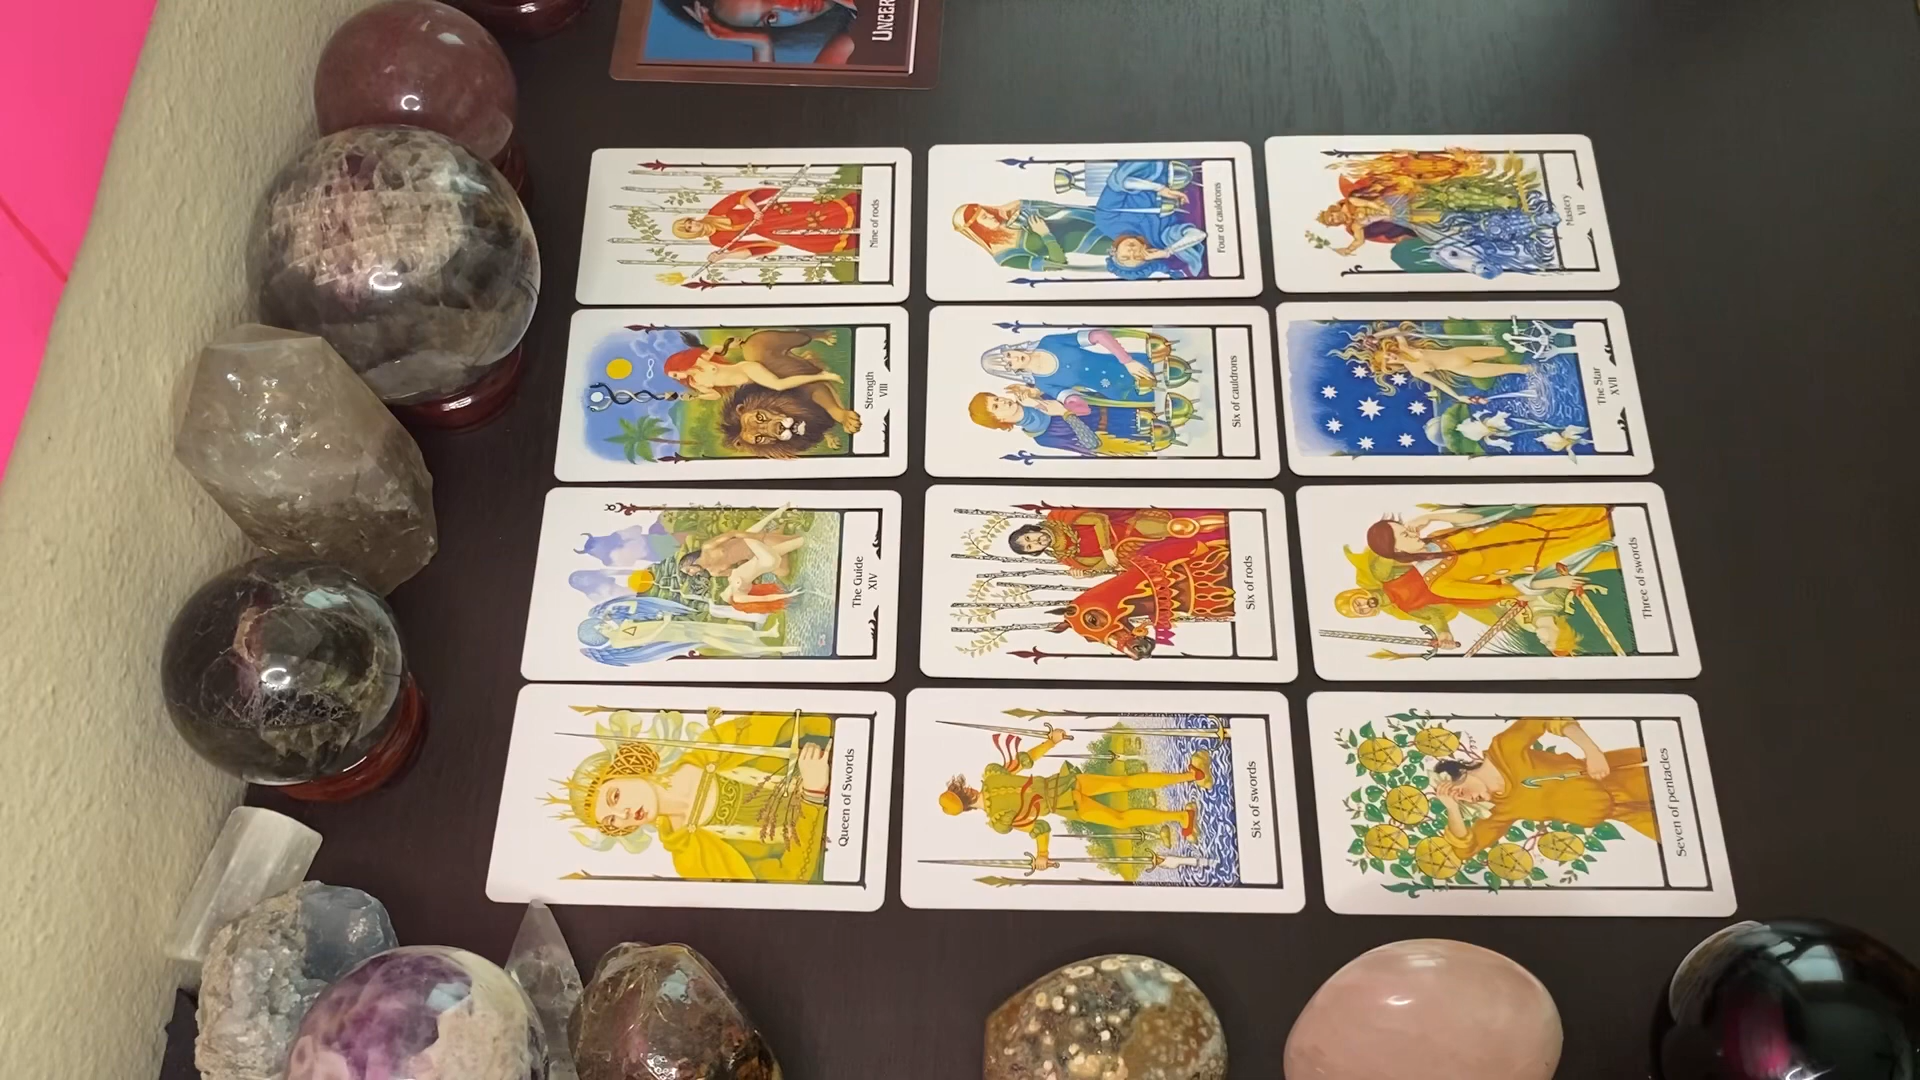 UNCER
Nine of rods
Four of cauldrons
Mastery
VII
Strength
VIII
Six of cauldrons
The Star
XVII
The Guide
XIV
Six of rods
Three of swords
Queen of Swords
Six of swords
Seven of pentacles